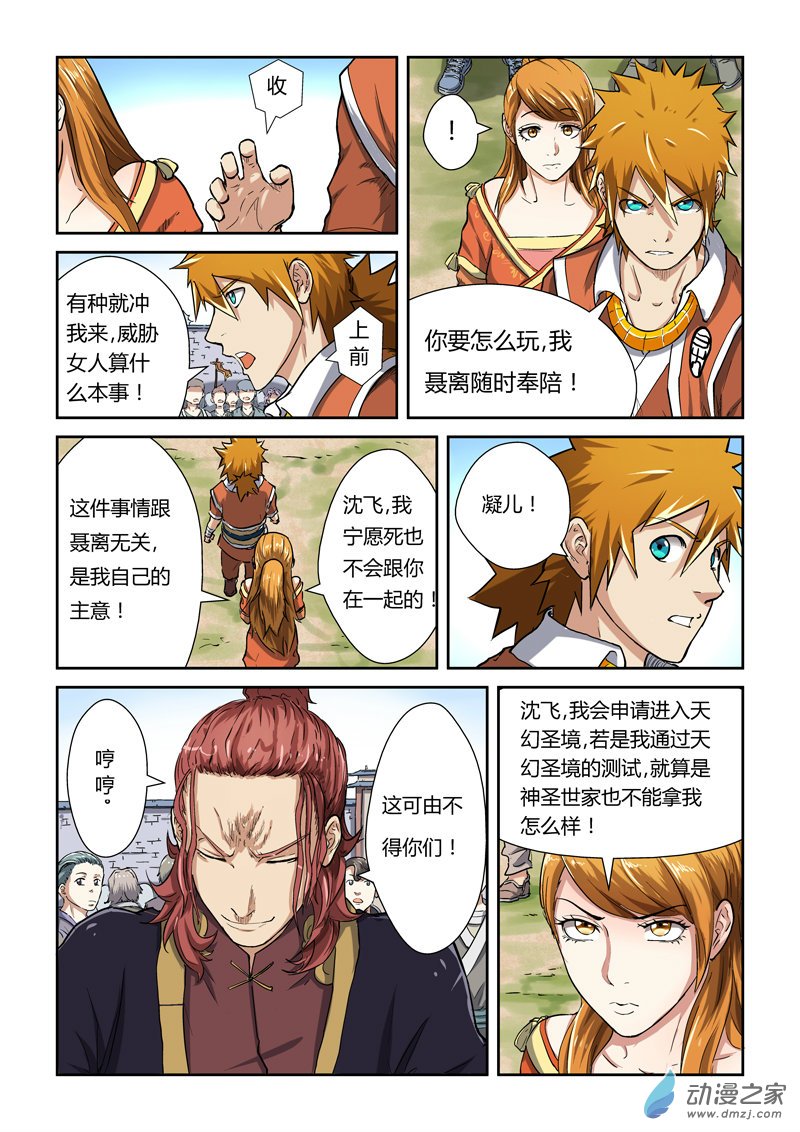 收
！
你要怎么玩，我
聂离随时奉陪！
有种就冲
我来，威胁
女人算什
么本事！
上
前
这件事情跟
聂离无关，
是我自己的
主意！
沈飞，我
宁愿死也
不会跟你
在一起的！
凝儿！
哼
哼。
这可由不
得你们！
沈飞，我会申请进入天
幻圣境，若是我通过天
幻圣境的测试，就算是
神圣世家也不能拿我
怎么样！
动漫之家
www.dmzj.com